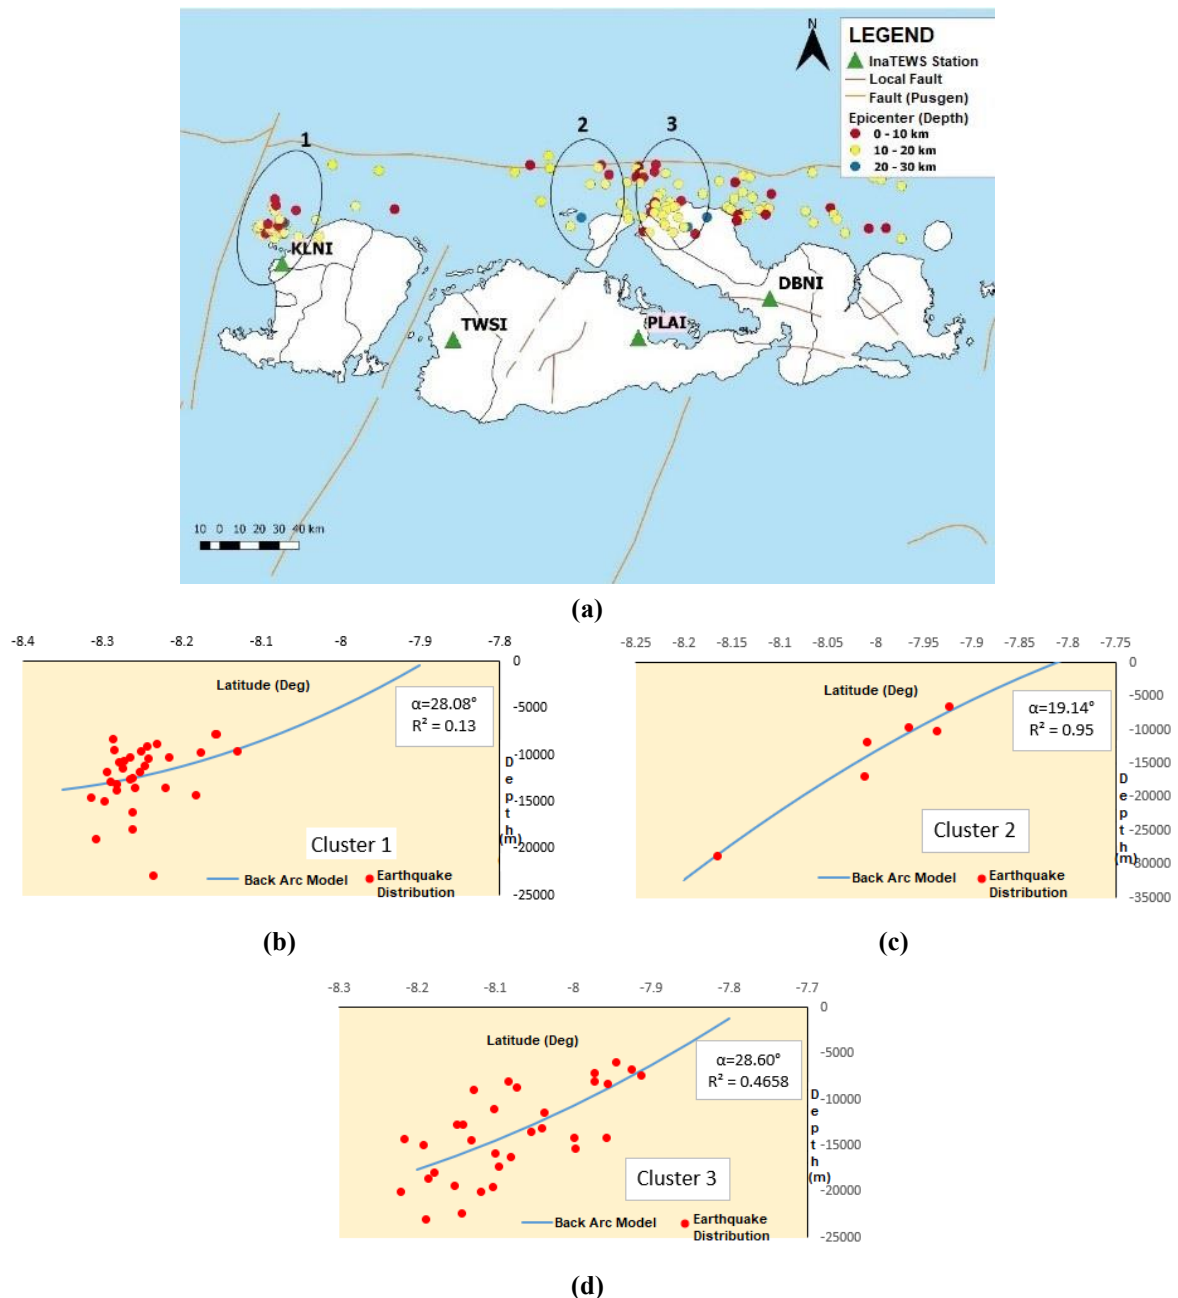 N
LEGEND
InaTEWS Station
Local Fault
Fault (Pusgen)
Epicenter (Depth)
0 - 10 km
10 - 20 km
20 - 30 km
1
2
3
KLNI
TWSI
PLAI
DBNI
10 0 10 20 30 40 km
(a)
-8.4 -8.3 -8.2 -8.1 -8 -7.9 -7.8
0
Latitude (Deg)
α=28.08°
R² = 0.13
-5000
-10000
-15000
-20000
-25000
Depth (m)
Cluster 1
Back Arc Model
Earthquake
Distribution
(b)
-8.25 -8.2 -8.15 -8.1 -8.05 -8 -7.95 -7.9 -7.85 -7.8 -7.75
0
Latitude (Deg)
α=19.14°
R² = 0.95
-5000
-10000
-15000
-20000
-25000
-30000
-35000
Depth (m)
Cluster 2
Back Arc Model
Earthquake
Distribution
(c)
-8.3 -8.2 -8.1 -8 -7.9 -7.8 -7.7
0
Latitude (Deg)
α=28.60°
R² = 0.4658
-5000
-10000
-15000
-20000
-25000
Depth (m)
Cluster 3
Back Arc Model
Earthquake
Distribution
(d)